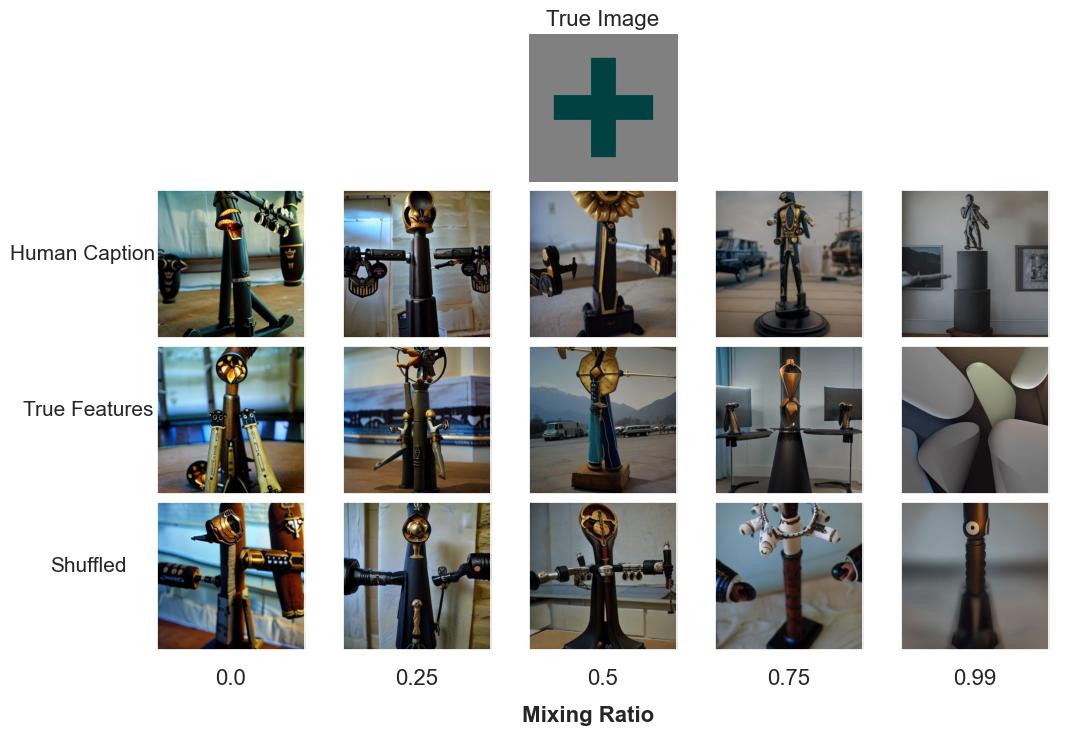 True Image
Human Caption
True Features
Shuffled
0.0 0.25 0.5 0.75 0.99
Mixing Ratio